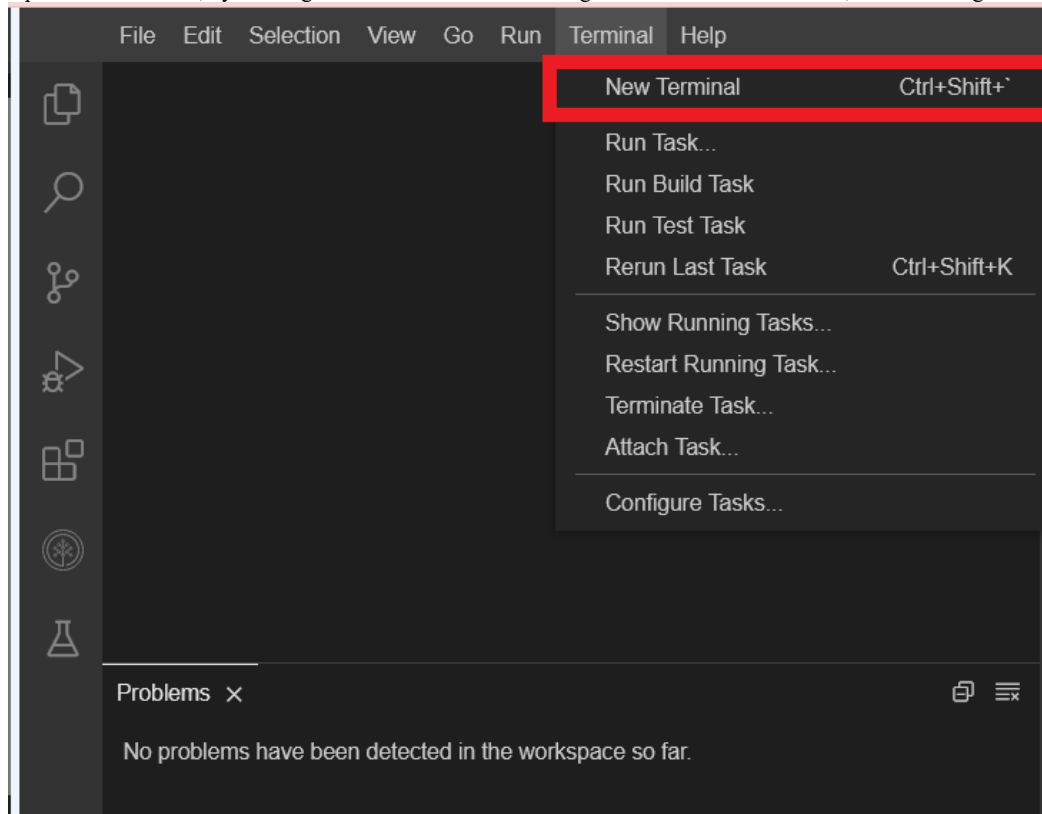 File Edit Selection View Go Run Terminal Help
New Terminal Ctrl+Shift+`
Run Task...
Run Build Task
Run Test Task
Rerun Last Task Ctrl+Shift+K
Show Running Tasks...
Restart Running Task...
Terminate Task...
Attach Task...
Configure Tasks...
Problems
No problems have been detected in the workspace so far.